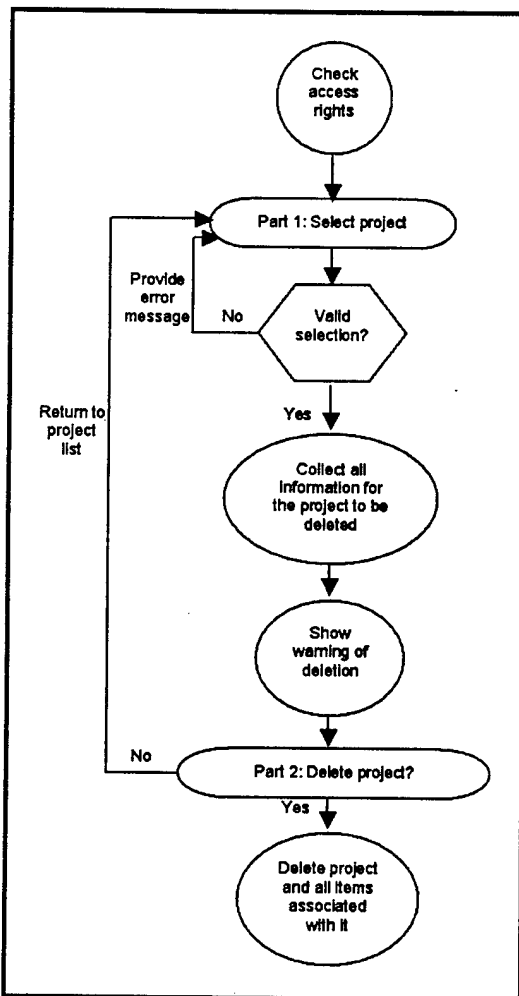 Check
access
rights
Part 1: Select project
Provide
error
message
No
Valid
selection?
Return to
project
list
Yes
Collect all
information for
the project to be
deleted
Show
warning of
deletion
No
Part 2: Delete project?
Yes
Delete project
and all items
associated
with it